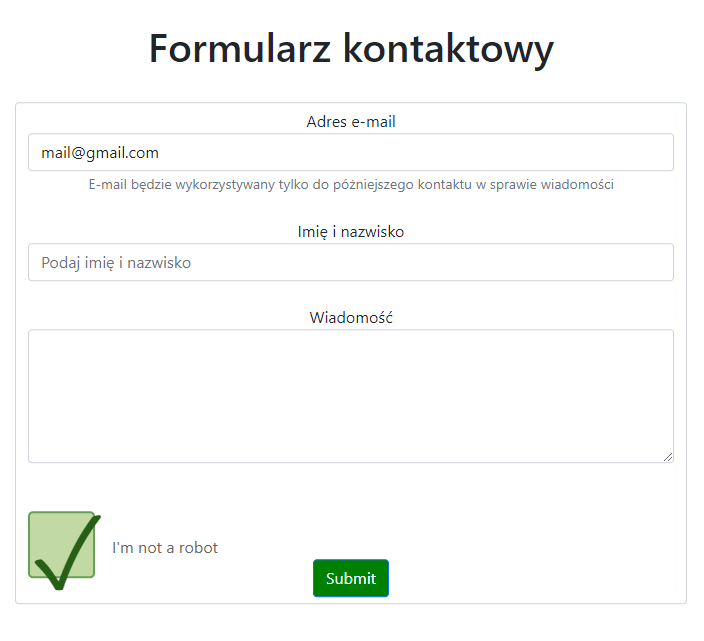 Formularz kontaktowy
Adres e-mail
mail@gmail.com
E-mail będzie wykorzystywany tylko do późniejszego kontaktu w sprawie wiadomości
Imię i nazwisko
Podaj imię i nazwisko
Wiadomość
I'm not a robot
Submit